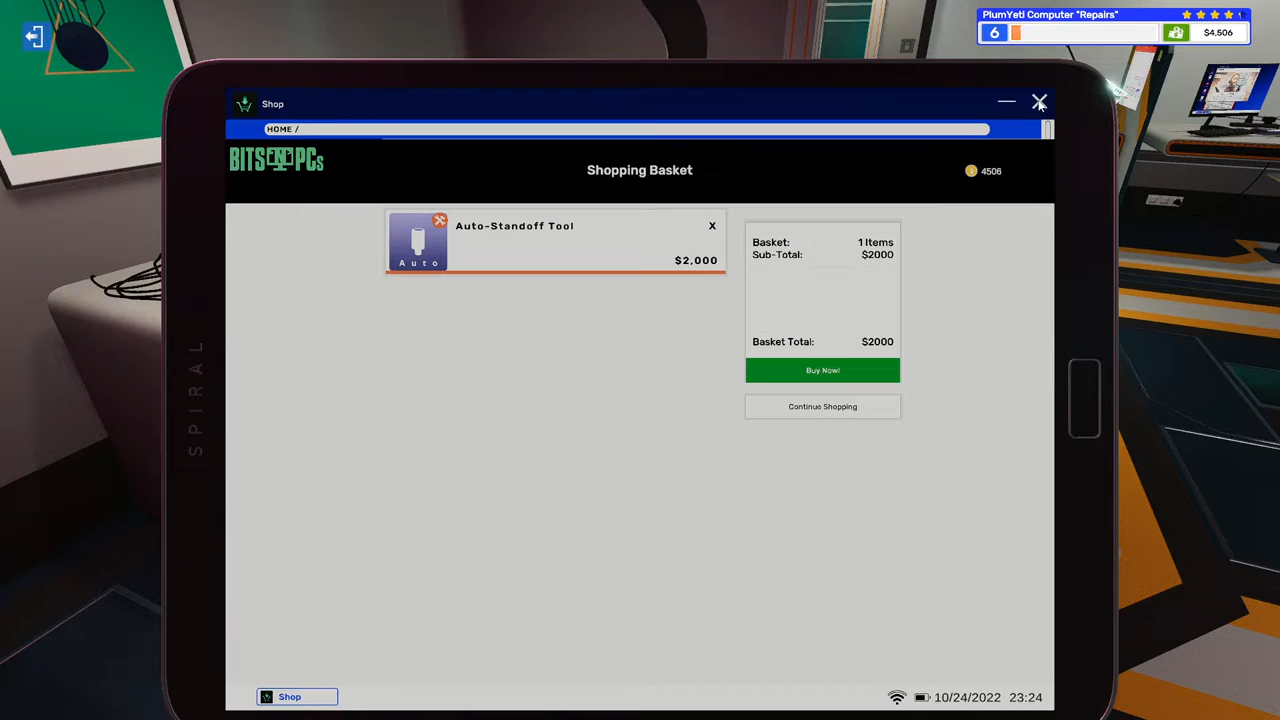 PlumYeti Computer "Repairs"
6
$4,506
Shop
HOME /
BITS N PCs
Shopping Basket
4506
Auto-Standoff Tool
X
Auto
$2,000
Basket: 1 Items
Sub-Total: $2000
Basket Total: $2000
Buy Now!
Continue Shopping
SPIRAL
Shop
10/24/2022 23:24